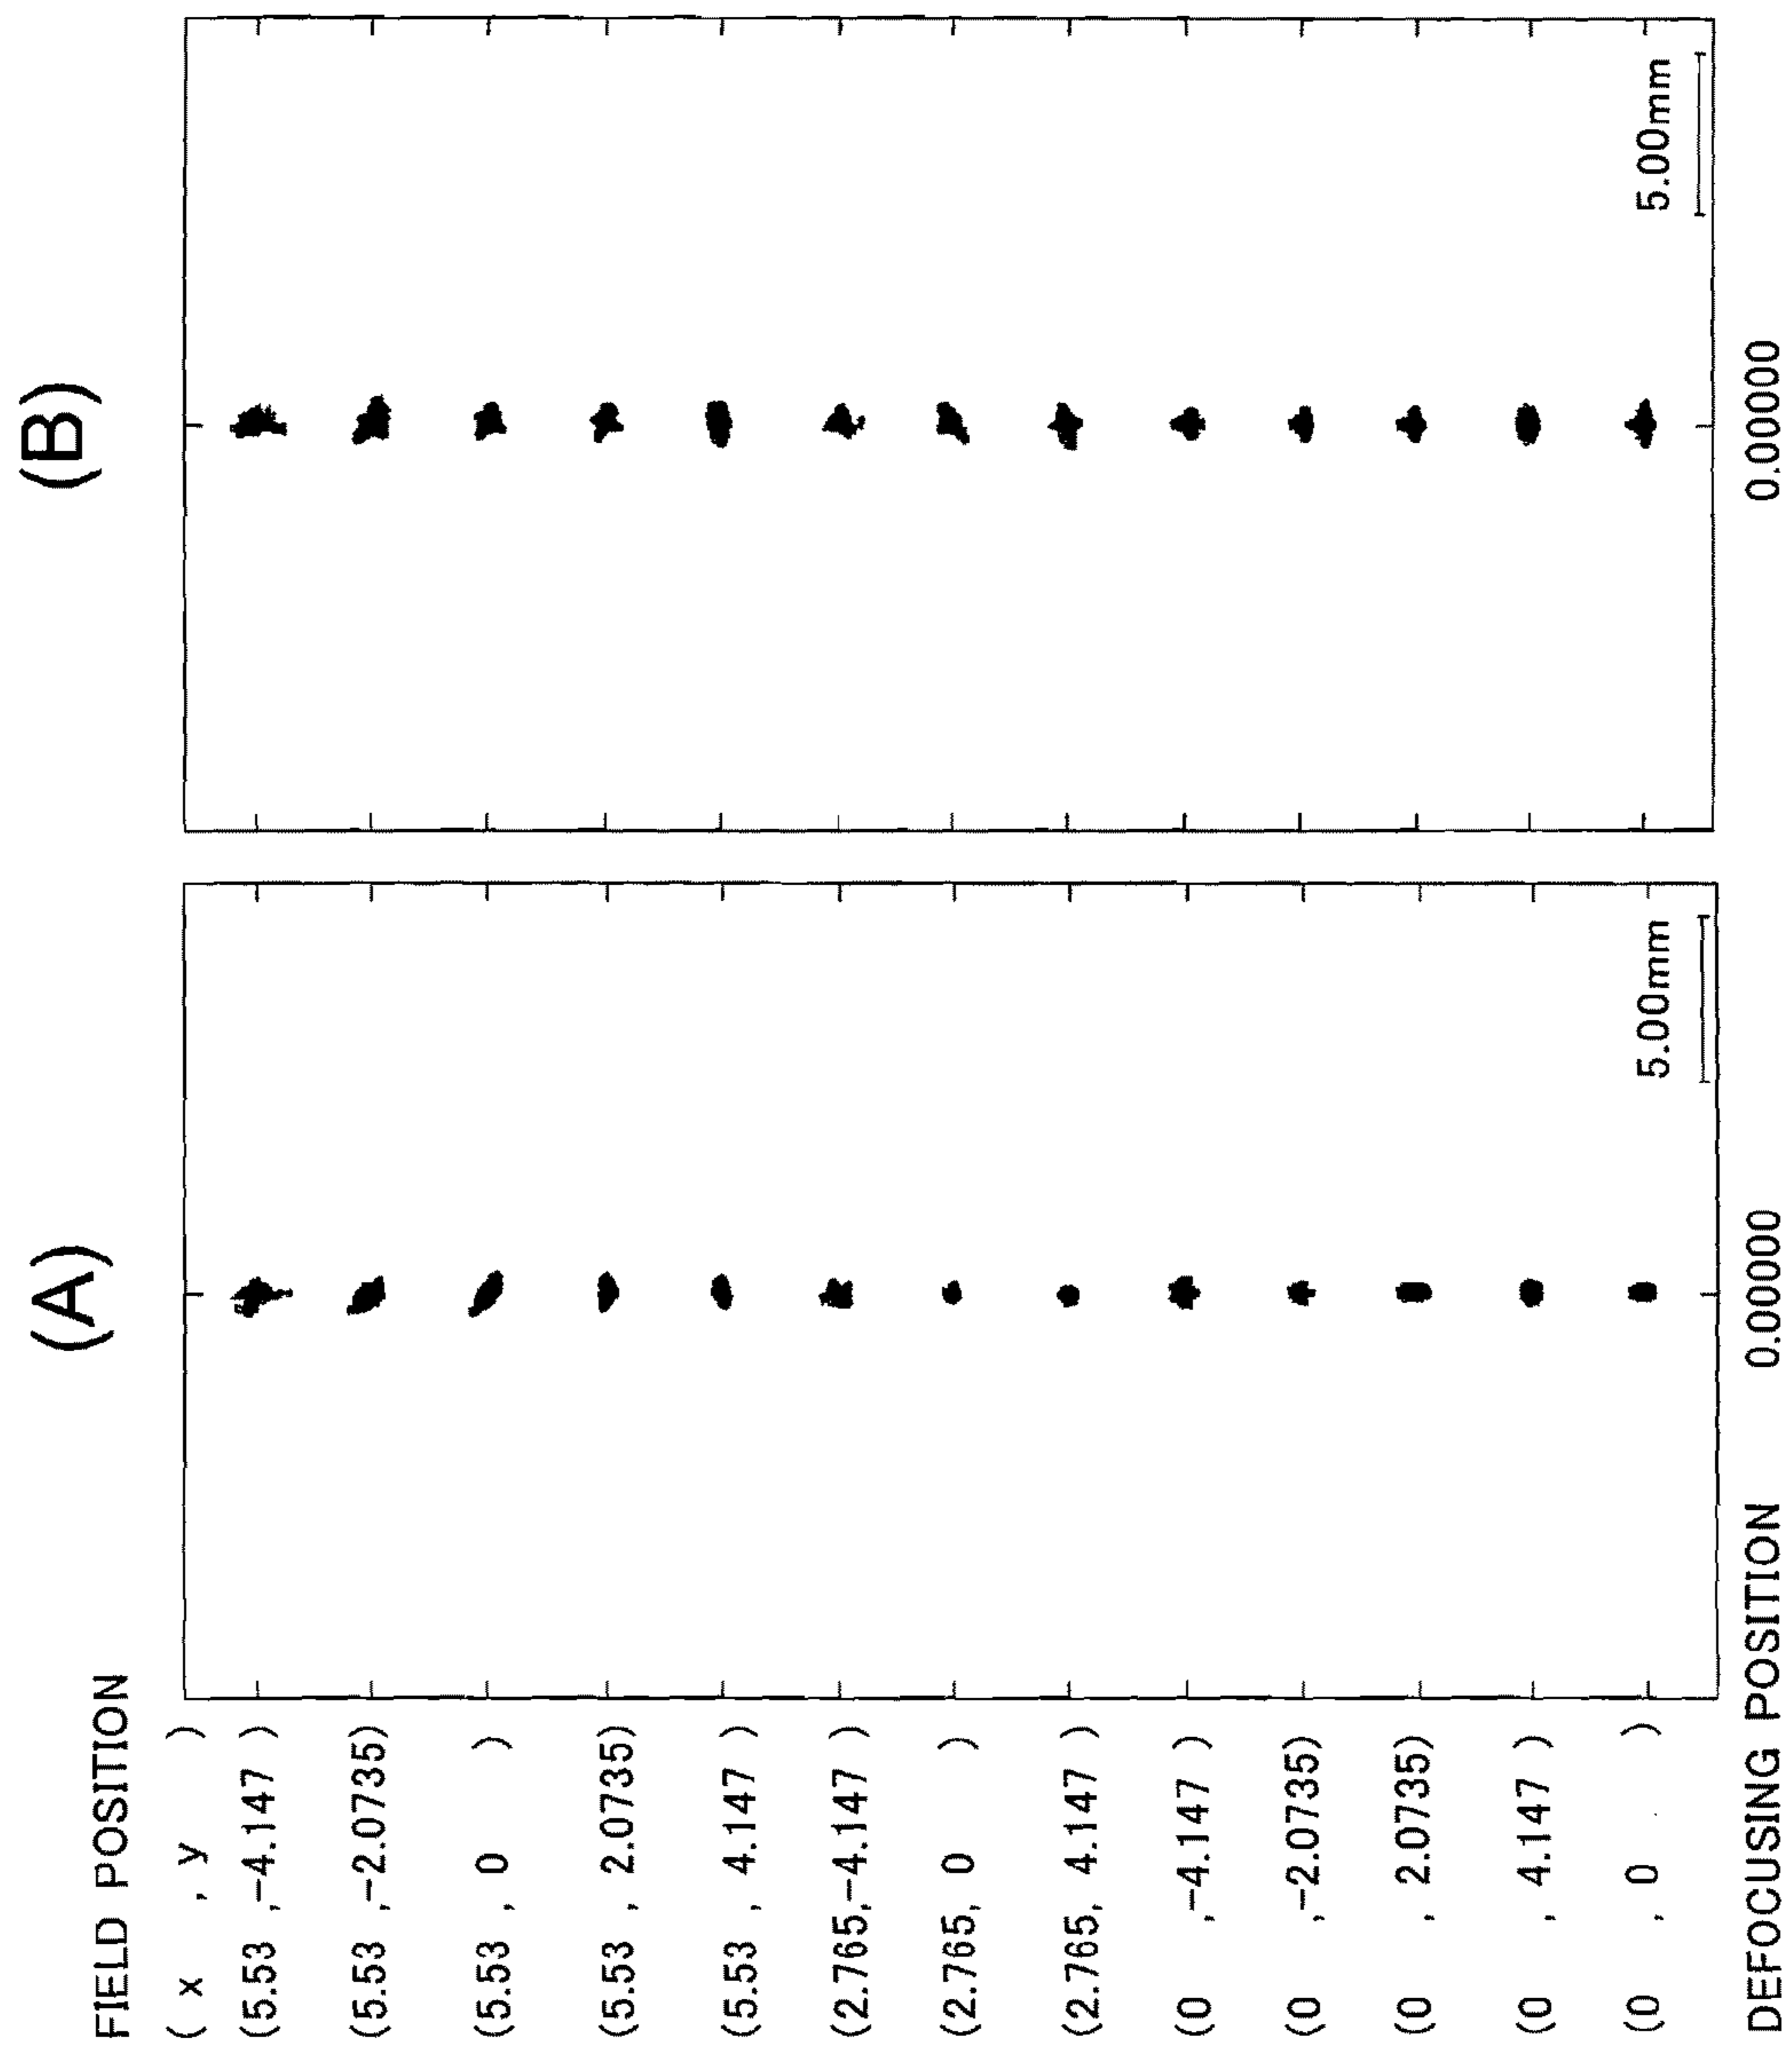 FIELD POSITION
( x , y )
(5.53 ,-4.147 )
(5.53 ,-2.0735)
(5.53 , 0 )
(5.53 , 2.0735)
(5.53 , 4.147 )
(2.765,-4.147 )
(2.765, 0 )
(2.765, 4.147 )
(0 ,-4.147 )
(0 ,-2.0735)
(0 , 2.0735)
(0 , 4.147 )
(0 , 0 )
DEFOCUSING POSITION
(A)
5.00mm
0.00000
(B)
5.00mm
0.00000